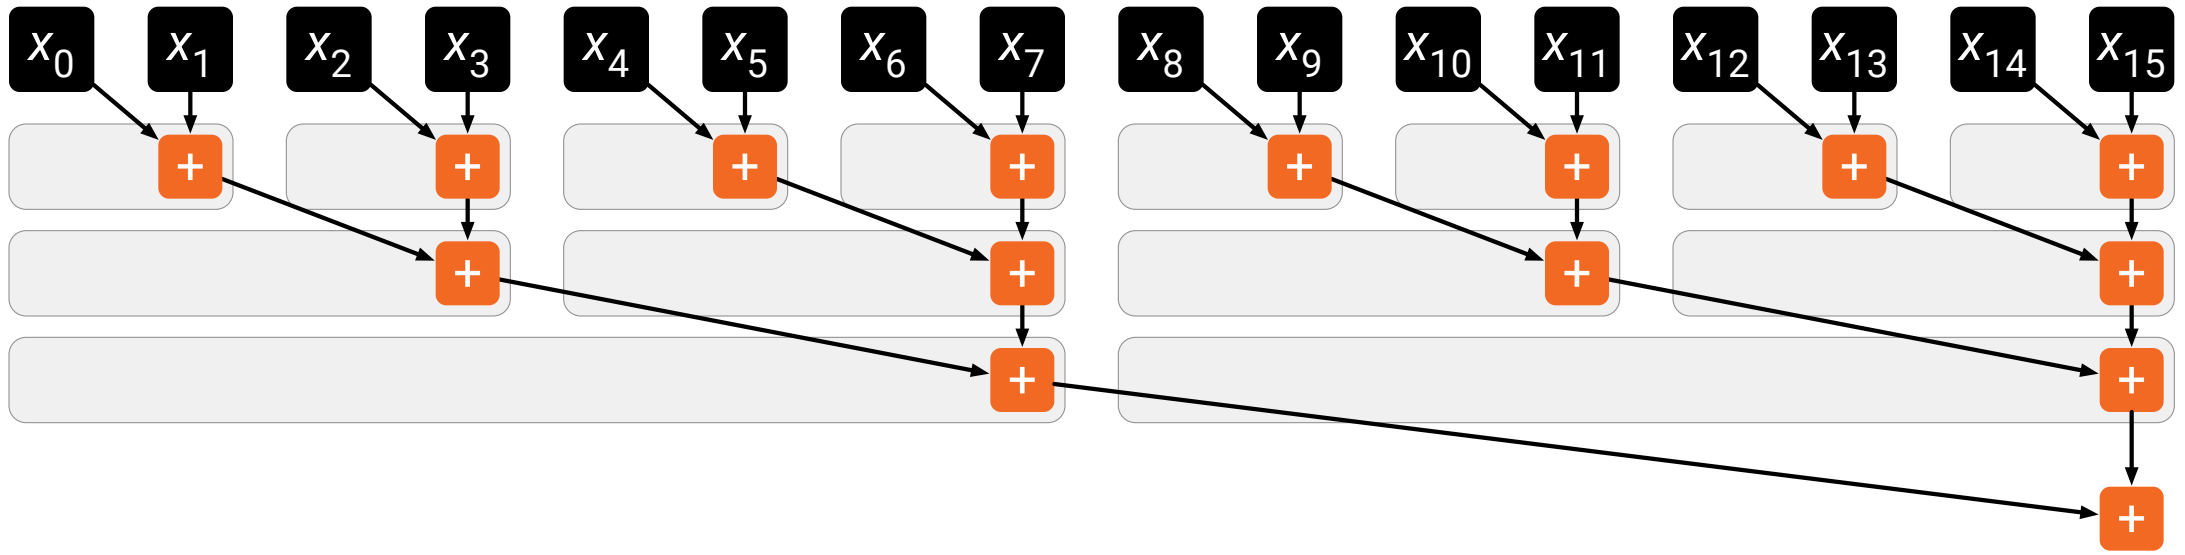 x0 x1 x2 x3 x4 x5 x6 x7 x8 x9 x10 x11 x12 x13 x14 x15
+ + + + + + + +
+ + + +
+ +
+